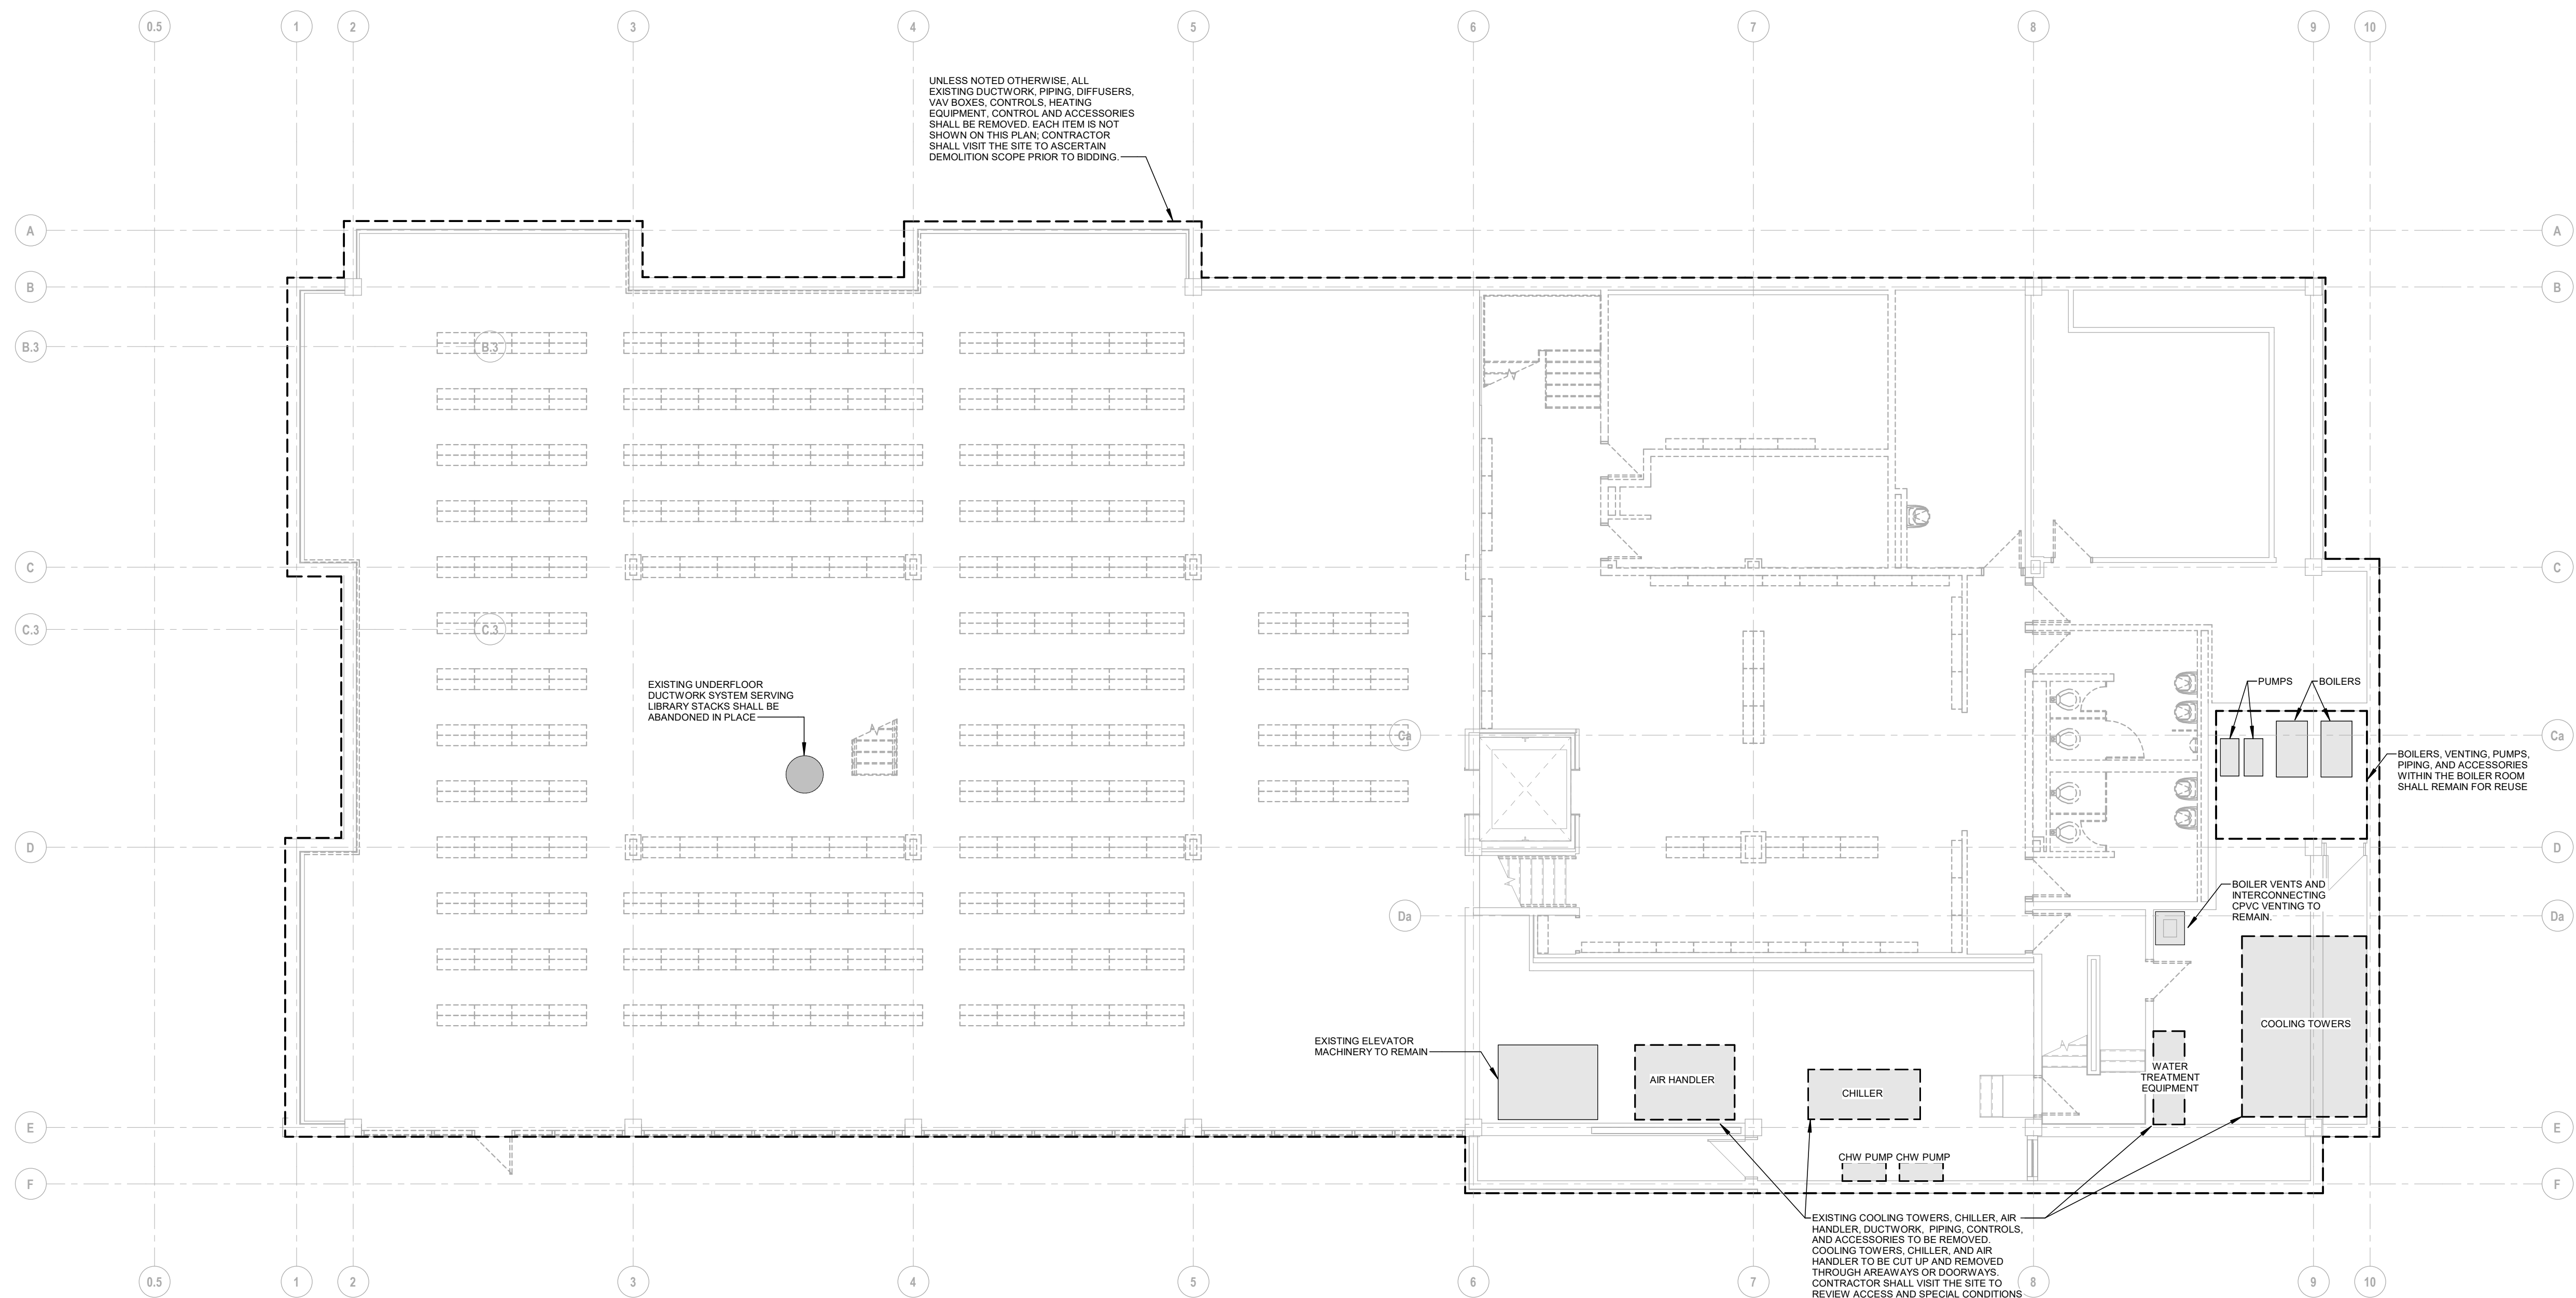 0.5 1 2 3 4 5 6 7 8 9 10
UNLESS NOTED OTHERWISE, ALL
EXISTING DUCTWORK, PIPING, DIFFUSERS,
VAV BOXES, CONTROLS, HEATING
EQUIPMENT, CONTROL AND ACCESSORIES
SHALL BE REMOVED. EACH ITEM IS NOT
SHOWN ON THIS PLAN; CONTRACTOR
SHALL VISIT THE SITE TO ASCERTAIN
DEMOLITION SCOPE PRIOR TO BIDDING.
A A
B B
B.3 B.3
C C
C.3 C.3
EXISTING UNDERFLOOR
DUCTWORK SYSTEM SERVING
LIBRARY STACKS SHALL BE
ABANDONED IN PLACE
PUMPS
BOILERS
Ca Ca
BOILERS, VENTING, PUMPS,
PIPING, AND ACCESSORIES
WITHIN THE BOILER ROOM
SHALL REMAIN FOR REUSE
D D
BOILER VENTS AND
INTERCONNECTING
CPVC VENTING TO
REMAIN.
Da Da
COOLING TOWERS
EXISTING ELEVATOR
MACHINERY TO REMAIN
AIR HANDLER
CHILLER
WATER
TREATMENT
EQUIPMENT
E E
CHW PUMP CHW PUMP
F F
EXISTING COOLING TOWERS, CHILLER, AIR
HANDLER, DUCTWORK, PIPING, CONTROLS,
AND ACCESSORIES TO BE REMOVED.
COOLING TOWERS, CHILLER, AND AIR
HANDLER TO BE CUT UP AND REMOVED
THROUGH AREAWAYS OR DOORWAYS.
CONTRACTOR SHALL VISIT THE SITE TO
REVIEW ACCESS AND SPECIAL CONDITIONS
0.5 1 2 3 4 5 6 7 8 9 10